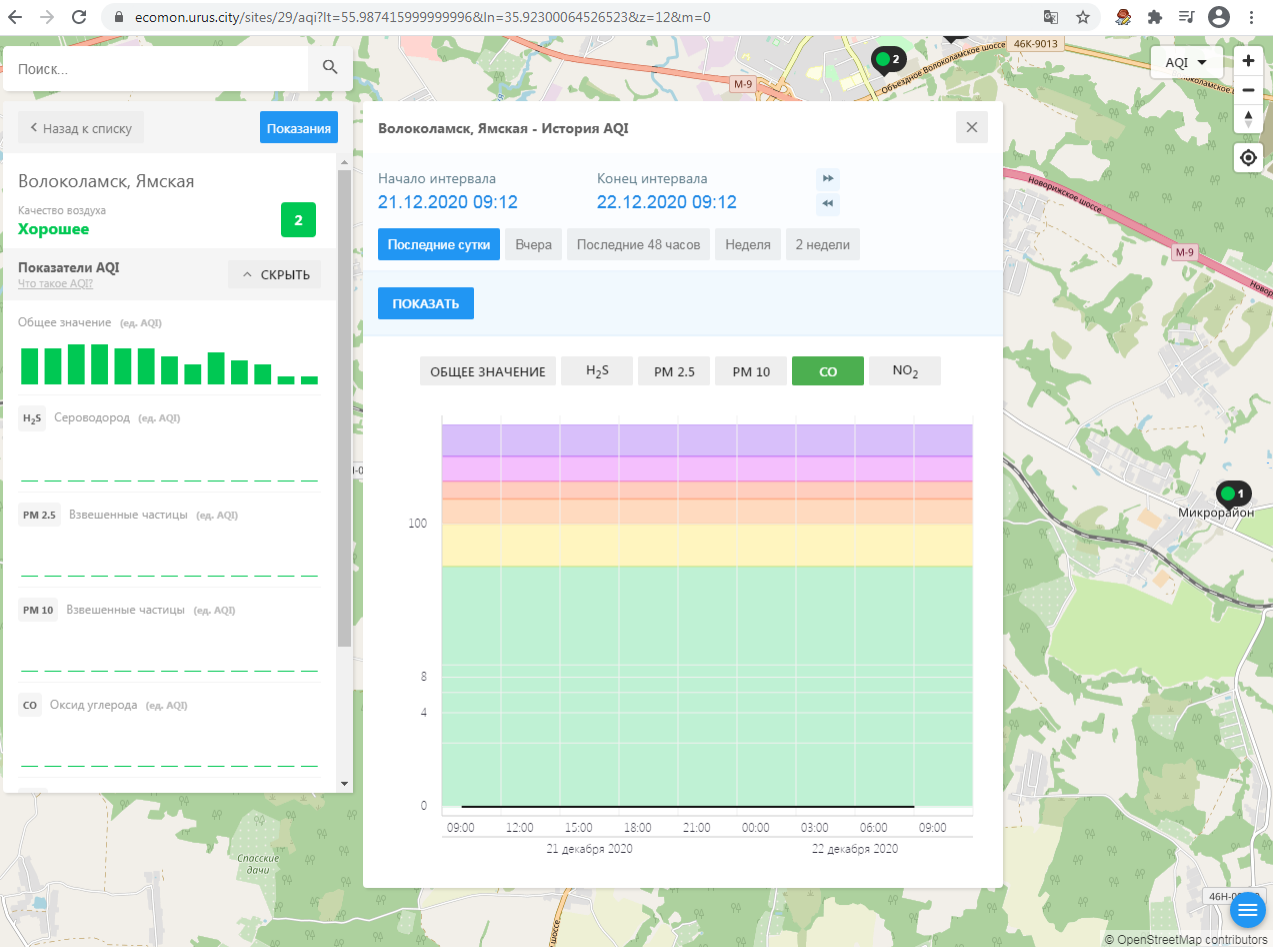 ecomon.urus.city/sites/29/aqi?lt=55.987415999999996&ln=35.92300064526523&z=12&m=0
Поиск...
Назад к списку
Показания
Волоколамск, Ямская
Качество воздуха
Хорошее
2
Показатели AQI
Что такое AQI?
СКРЫТЬ
Общее значение (ед. AQI)
H2S Сероводород (ед. AQI)
PM 2.5 Взвешенные частицы (ед. AQI)
PM 10 Взвешенные частицы (ед. AQI)
CO Оксид углерода (ед. AQI)
Волоколамск, Ямская - История AQI
Начало интервала
21.12.2020 09:12
Конец интервала
22.12.2020 09:12
Последние сутки
Вчера
Последние 48 часов
Неделя
2 недели
ПОКАЗАТЬ
ОБЩЕЕ ЗНАЧЕНИЕ
H2S
PM 2.5
PM 10
CO
NO2
100
8
4
0
09:00 12:00 15:00 18:00 21:00 00:00 03:00 06:00 09:00
21 декабря 2020 22 декабря 2020
2
46К-9013
М-9
Объездное Волоколамское шоссе
AQI
Новорижское шоссе
М-9
1
Микрорайон
Спасские
дачи
© OpenStreetMap contributors